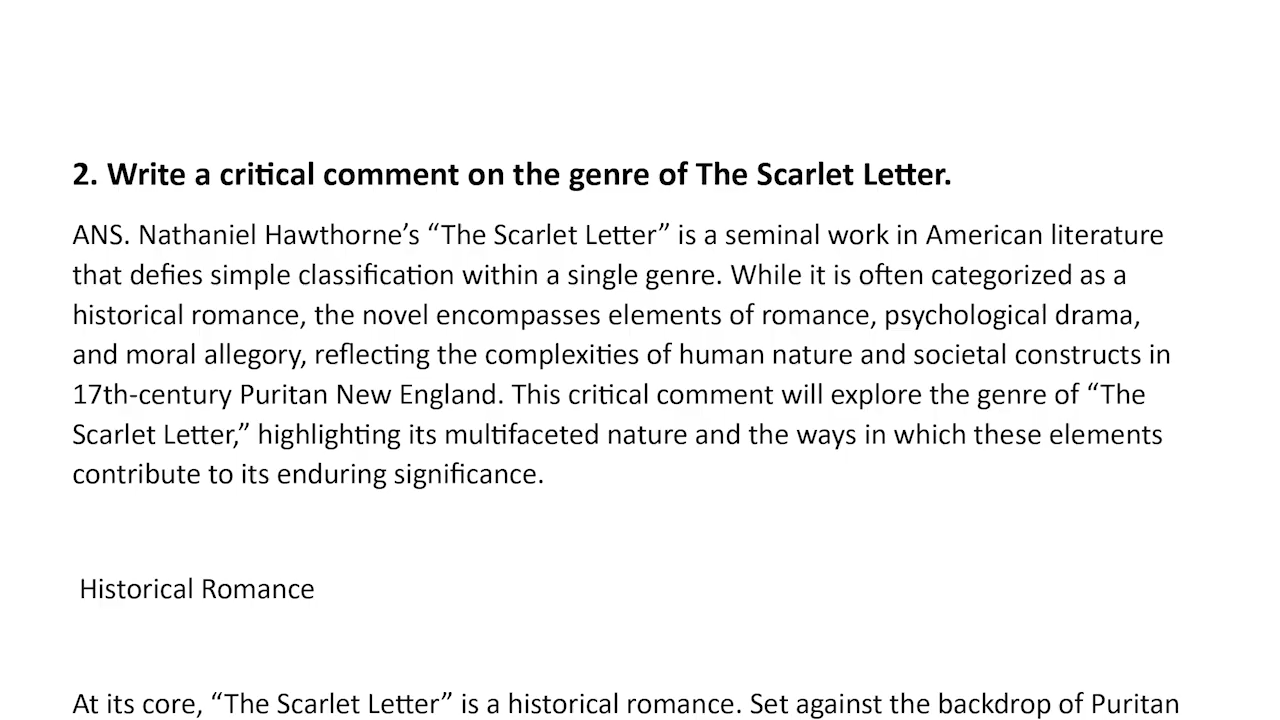 2. Write a critical comment on the genre of The Scarlet Letter.
ANS. Nathaniel Hawthorne’s “The Scarlet Letter” is a seminal work in American literature
that defies simple classification within a single genre. While it is often categorized as a
historical romance, the novel encompasses elements of romance, psychological drama,
and moral allegory, reflecting the complexities of human nature and societal constructs in
17th-century Puritan New England. This critical comment will explore the genre of “The
Scarlet Letter,” highlighting its multifaceted nature and the ways in which these elements
contribute to its enduring significance.
Historical Romance
At its core, “The Scarlet Letter” is a historical romance. Set against the backdrop of Puritan